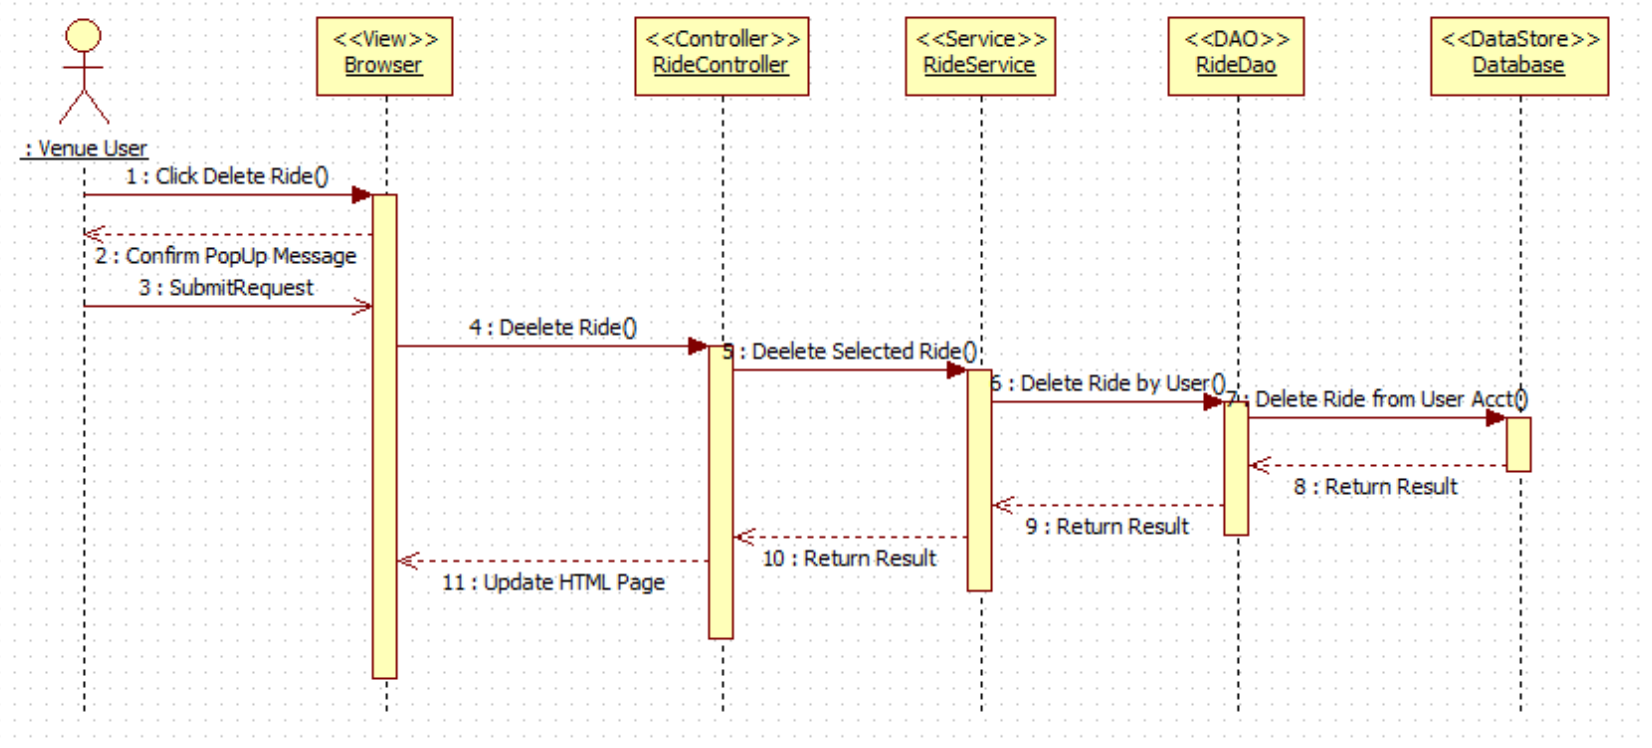 <<View>>
Browser
<<Controller>>
RideController
<<Service>>
RideService
<<DAO>>
RideDao
<<DataStore>>
Database
: Venue User
1 : Click Delete Ride()
2 : Confirm PopUp Message
3 : SubmitRequest
4 : Deelete Ride()
5 : Deelete Selected Ride()
6 : Delete Ride by User()
7 : Delete Ride from User Acct()
8 : Return Result
9 : Return Result
10 : Return Result
11 : Update HTML Page